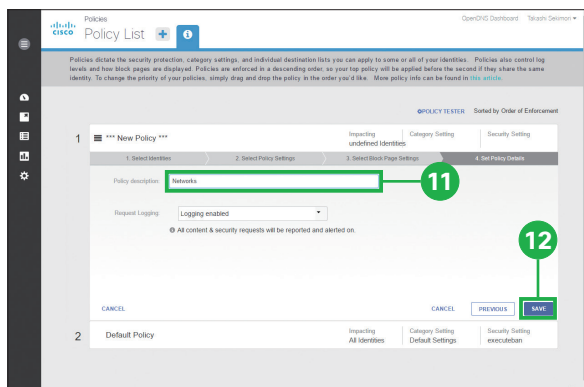 Policies
OpenDNS Dashboard Takashi Sekimon
cisco
Policy List
Policies dictate the security protection, category settings, and individual destination lists you can apply to some or all of your identities. Policies also control log
levels and how block pages are displayed. Policies are enforced in a descending order, so your top policy will be applied before the second if they share the same
identity. To change the priority of your policies, simply drag and drop the policy in the order you'd like. More policy info can be found in this article.
POLICY TESTER Sorted by Order of Enforcement
1 *** New Policy *** Impacting Category Setting Security Setting
undefined Identities
1. Select Identities 2. Select Policy Settings 3. Select Block Page Settings 4. Set Policy Details
Policy description: Networks 11
Request Logging: Logging enabled
All content & security requests will be reported and alerted on.
12
CANCEL CANCEL PREVIOUS SAVE
2 Default Policy Impacting Category Setting Security Setting
All Identities Default Settings executeban